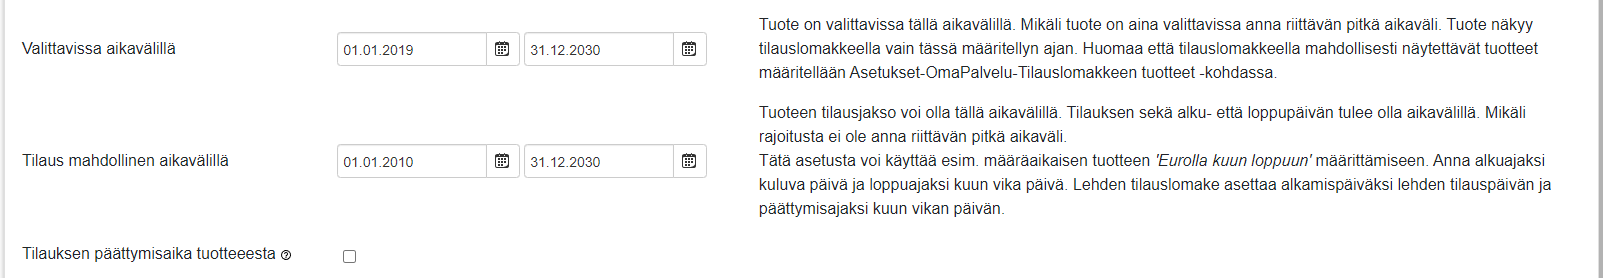 Valittavissa aikavälillä
01.01.2019
31.12.2030
Tuote on valittavissa tällä aikavälillä. Mikäli tuote on aina valittavissa anna riittävän pitkä aikaväli. Tuote näkyy
tilauslomakkeella vain tässä määritellyn ajan. Huomaa että tilauslomakkeella mahdollisesti näytettävät tuotteet
määritellään Asetukset-OmaPalvelu-Tilauslomakkeen tuotteet -kohdassa.
Tilaus mahdollinen aikavälillä
01.01.2010
31.12.2030
Tuoteen tilausjakso voi olla tällä aikavälillä. Tilauksen sekä alku- että loppupäivän tulee olla aikavälillä. Mikäli
rajoitusta ei ole anna riittävän pitkä aikaväli.
Tätä asetusta voi käyttää esim. määräaikaisen tuotteen 'Eurolla kuun loppuun' määrittämiseen. Anna alkuajaksi
kuluva päivä ja loppuajaksi kuun vika päivä. Lehden tilauslomake asettaa alkamispäiväksi lehden tilauspäivän ja
päättymisajaksi kuun vikan päivän.
Tilauksen päättymisaika tuotteeesta